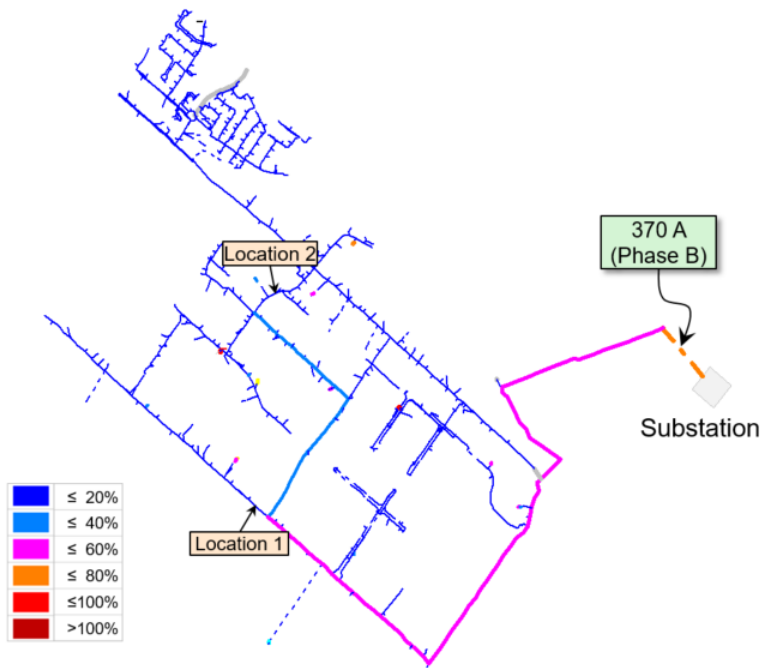 Location 2
370 A
(Phase B)
Substation
Location 1
≤ 20%
≤ 40%
≤ 60%
≤ 80%
≤100%
>100%